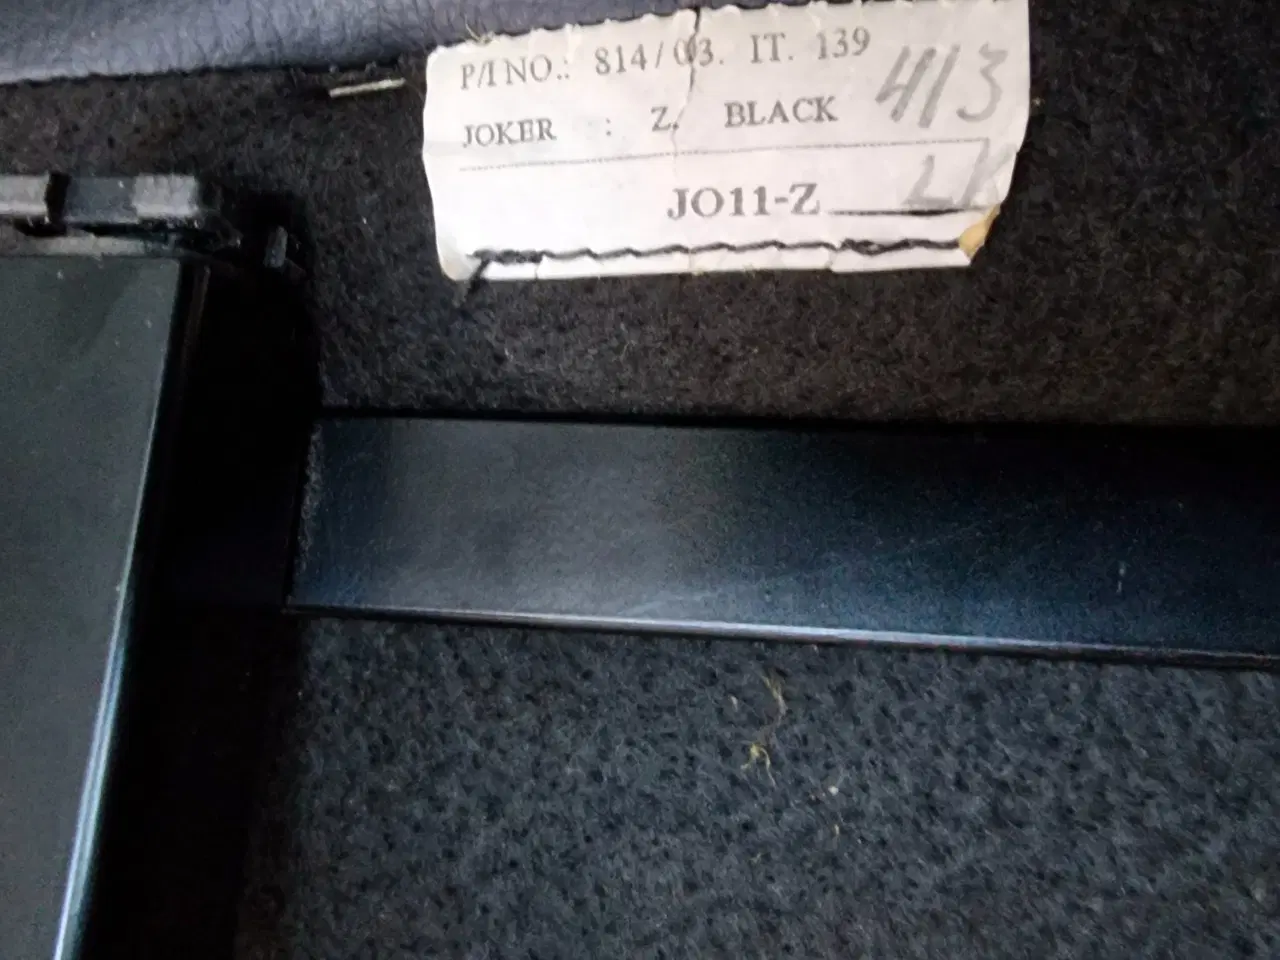 P/I NO.: 814/03. IT. 139
413
JOKER : Z. BLACK
JO11-Z